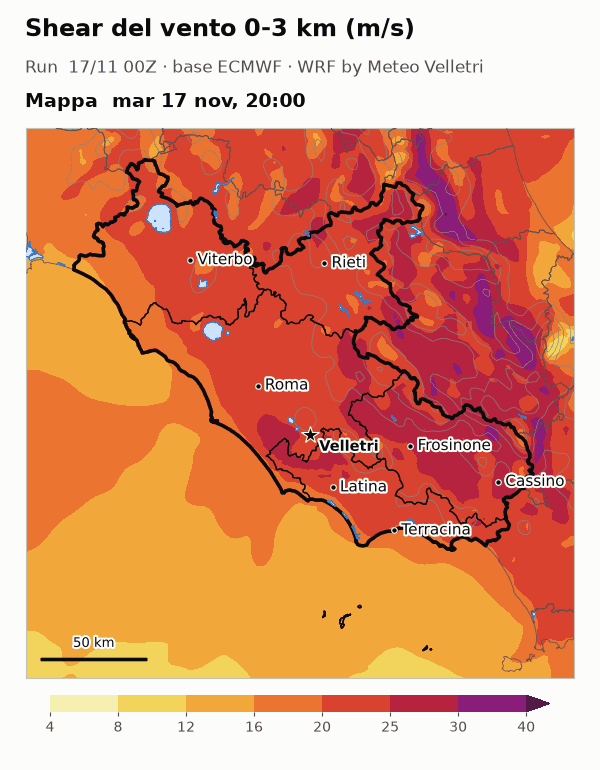 Shear del vento 0-3 km (m/s)
Run  17/11 00Z · base ECMWF · WRF by Meteo Velletri
Mappa  mar 17 nov, 20:00
Viterbo
Rieti
Roma
Velletri
Frosinone
Cassino
Latina
Terracina
50 km
4 8 12 16 20 25 30 40